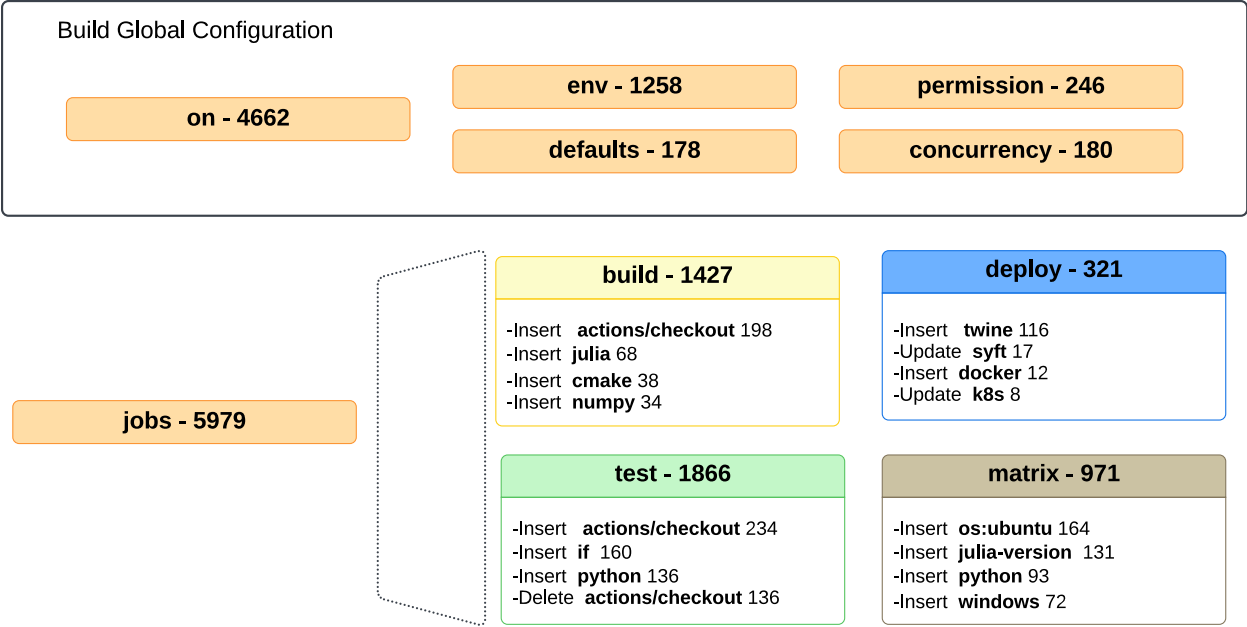 Build Global Configuration
on - 4662
env - 1258
permission - 246
defaults - 178
concurrency - 180
jobs - 5979
build - 1427
-Insert actions/checkout 198
-Insert julia 68
-Insert cmake 38
-Insert numpy 34
deploy - 321
-Insert twine 116
-Update syft 17
-Insert docker 12
-Update k8s 8
test - 1866
-Insert actions/checkout 234
-Insert if 160
-Insert python 136
-Delete actions/checkout 136
matrix - 971
-Insert os:ubuntu 164
-Insert julia-version 131
-Insert python 93
-Insert windows 72